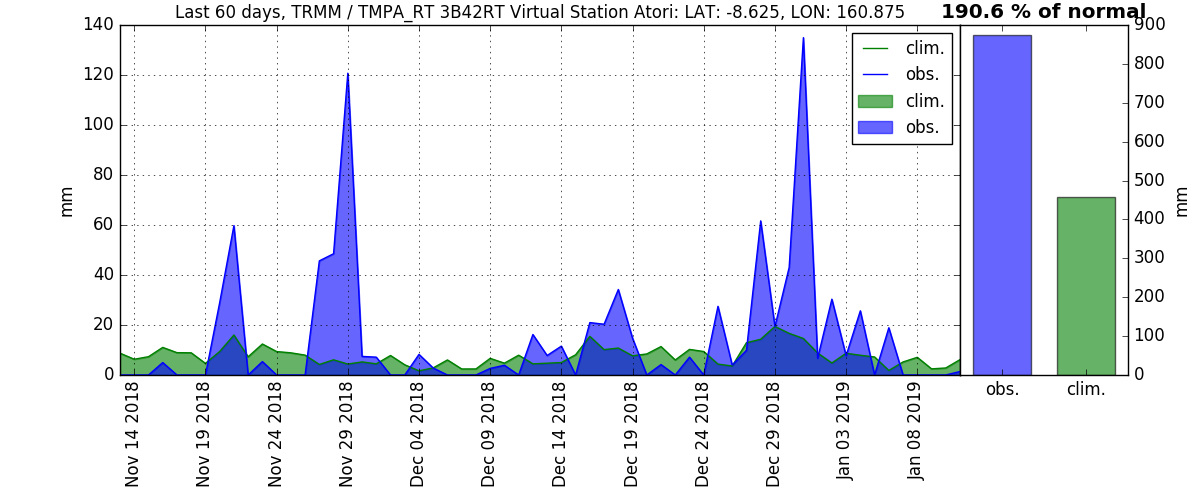 Last 60 days, TRMM / TMPA_RT 3B42RT Virtual Station Atori: LAT: -8.625, LON: 160.875
190.6 % of normal
140
120
100
80
60
40
20
0
mm
clim.
obs.
clim.
obs.
900
800
700
600
500
400
300
200
100
0
mm
obs.
clim.
Nov 14 2018
Nov 19 2018
Nov 24 2018
Nov 29 2018
Dec 04 2018
Dec 09 2018
Dec 14 2018
Dec 19 2018
Dec 24 2018
Dec 29 2018
Jan 03 2019
Jan 08 2019